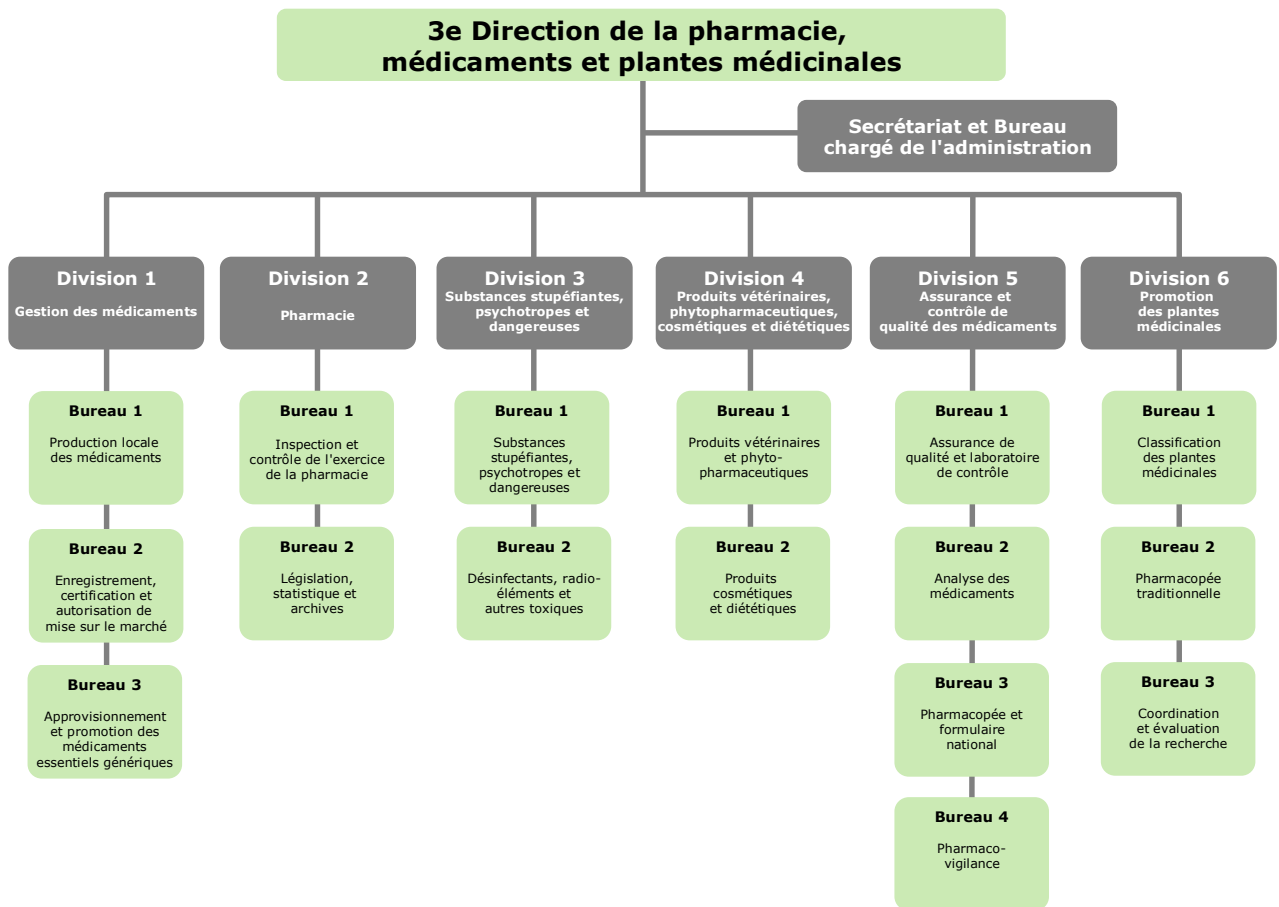 3e Direction de la pharmacie,
médicaments et plantes médicinales
Secrétariat et Bureau
chargé de l'administration
Division 1
Gestion des médicaments
Division 2
Pharmacie
Division 3
Substances stupéfiantes,
psychotropes et
dangereuses
Division 4
Produits vétérinaires,
phytopharmaceutiques,
cosmétiques et diététiques
Division 5
Assurance et
contrôle de
qualité des médicaments
Division 6
Promotion
des plantes
médicinales
Bureau 1
Production locale
des médicaments
Bureau 1
Inspection et
contrôle de l'exercice
de la pharmacie
Bureau 1
Substances
stupéfiantes,
psychotropes et
dangereuses
Bureau 1
Produits vétérinaires
et phyto-
pharmaceutiques
Bureau 1
Assurance de
qualité et laboratoire
de contrôle
Bureau 1
Classification
des plantes
médicinales
Bureau 2
Enregistrement,
certification et
autorisation de
mise sur le marché
Bureau 2
Législation,
statistique et
archives
Bureau 2
Désinfectants, radio-
éléments et
autres toxiques
Bureau 2
Produits
cosmétiques
et diététiques
Bureau 2
Analyse des
médicaments
Bureau 2
Pharmacopée
traditionnelle
Bureau 3
Approvisionnement
et promotion des
médicaments
essentiels génériques
Bureau 3
Pharmacopée et
formulaire
national
Bureau 3
Coordination
et évaluation
de la recherche
Bureau 4
Pharmaco-
vigilance